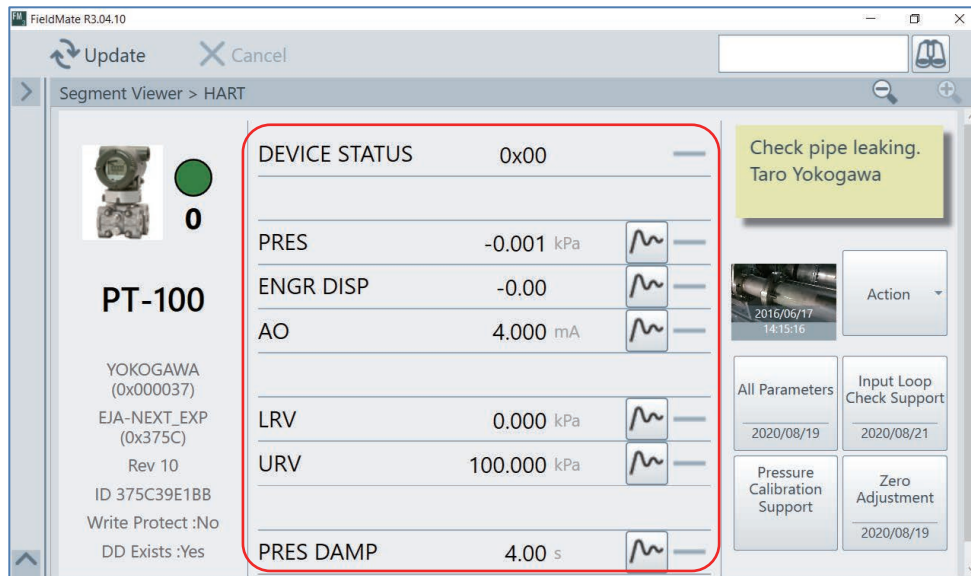 FM FieldMate R3.04.10
Update Cancel
Segment Viewer > HART
0
PT-100
YOKOGAWA
(0x000037)
EJA-NEXT_EXP
(0x375C)
Rev 10
ID 375C39E1BB
Write Protect :No
DD Exists :Yes
DEVICE STATUS 0x00
PRES -0.001 kPa
ENGR DISP -0.00
AO 4.000 mA
LRV 0.000 kPa
URV 100.000 kPa
PRES DAMP 4.00 s
Check pipe leaking.
Taro Yokogawa
2016/06/17
14:15:16
Action
All Parameters
2020/08/19
Input Loop
Check Support
2020/08/21
Pressure
Calibration
Support
Zero
Adjustment
2020/08/19